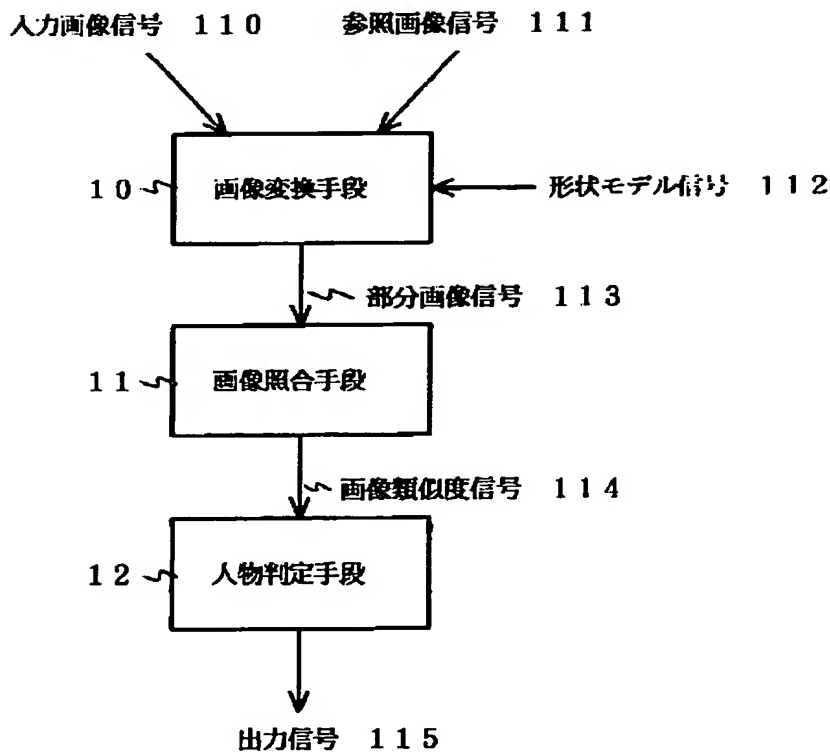 入力画像信号 １１０
参照画像信号 １１１
１０
画像変換手段
形状モデル信号 １１２
部分画像信号 １１３
１１
画像照合手段
画像類似度信号 １１４
１２
人物判定手段
出力信号 １１５